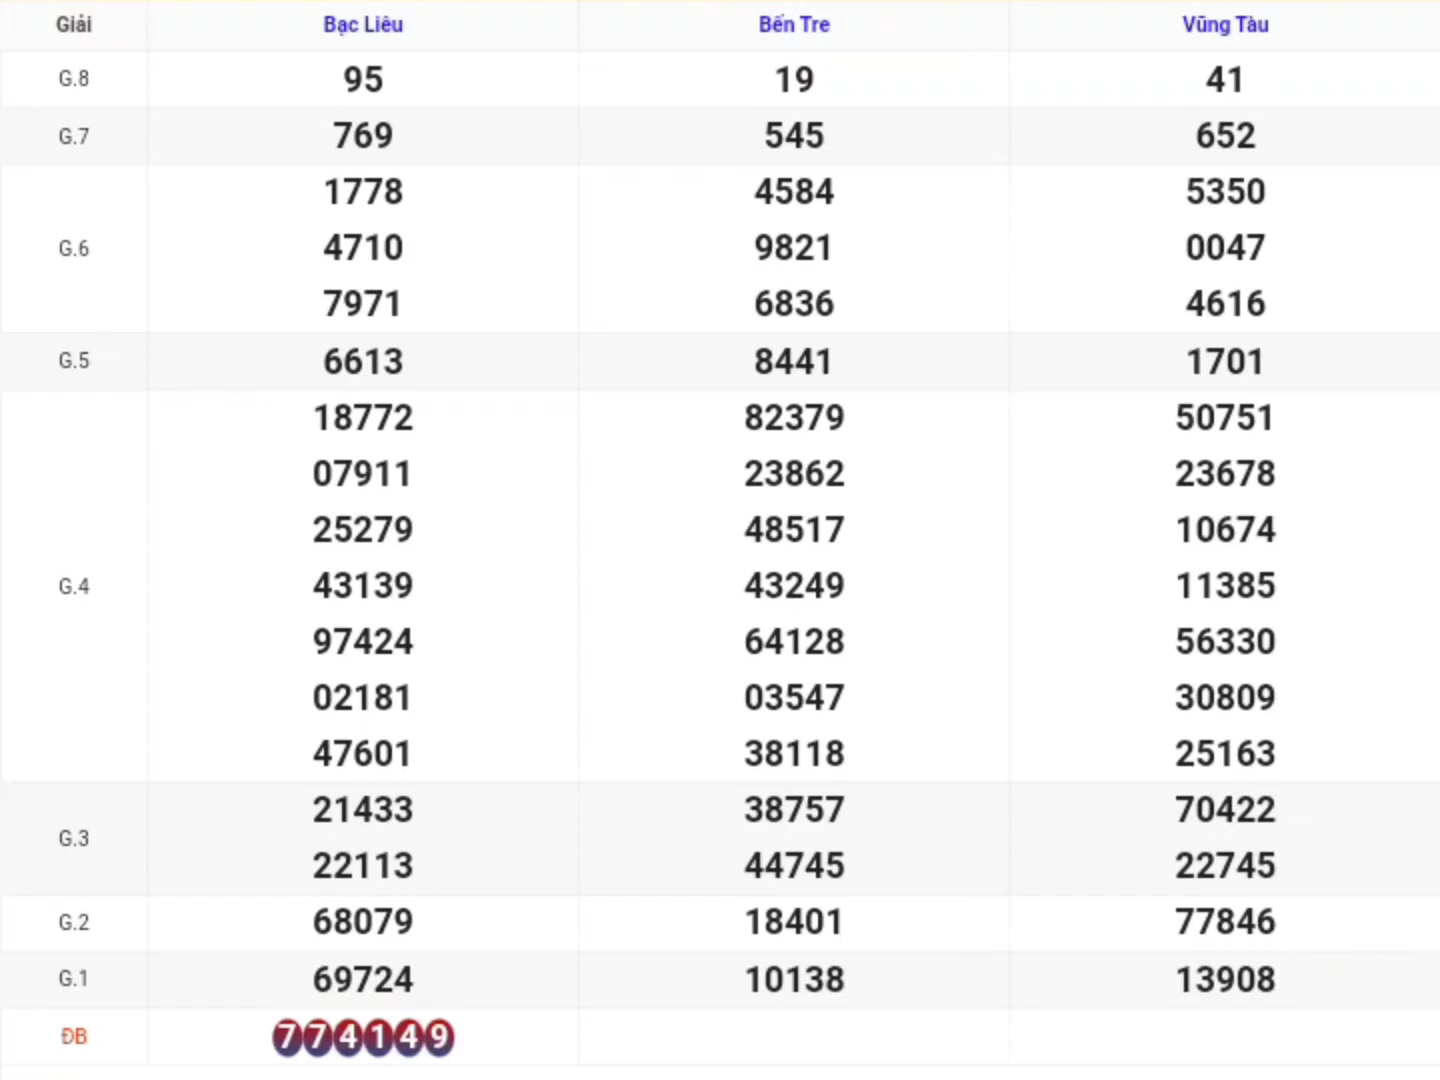 Giải Bạc Liêu Bến Tre Vũng Tàu
G.8 95 19 41
G.7 769 545 652
1778 4584 5350
G.6 4710 9821 0047
7971 6836 4616
G.5 6613 8441 1701
18772 82379 50751
07911 23862 23678
25279 48517 10674
G.4 43139 43249 11385
97424 64128 56330
02181 03547 30809
47601 38118 25163
21433 38757 70422
G.3
22113 44745 22745
G.2 68079 18401 77846
G.1 69724 10138 13908
ĐB 774149